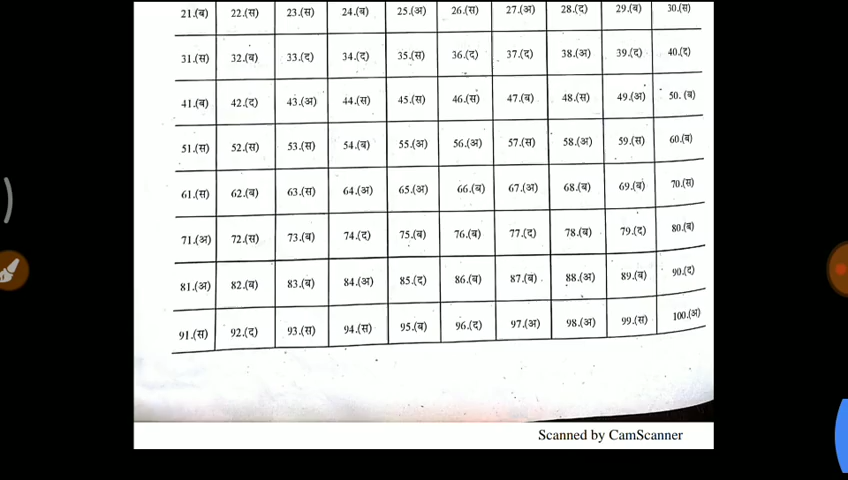 21.(ब) 22.(स) 23.(स) 24.(ब) 25.(अ) 26.(स) 27.(अ) 28.(द) 29.(ब) 30.(स)
31.(स) 32.(ब) 33.(द) 34.(द) 35.(स) 36.(द) 37.(द) 38.(अ) 39.(द) 40.(द)
41.(ब) 42.(द) 43.(अ) 44.(स) 45.(स) 46.(स) 47.(ब) 48.(स) 49.(अ) 50. (ब)
51.(स) 52.(स) 53.(स) 54.(ब) 55.(अ) 56.(अ) 57.(स) 58.(अ) 59.(स) 60.(ब)
61.(स) 62.(ब) 63.(स) 64.(अ) 65.(अ) 66.(ब) 67.(अ) 68.(ब) 69.(ब) 70.(स)
71.(अ) 72.(स) 73.(ब) 74.(द) 75.(ब) 76.(ब) 77.(द) 78.(ब) 79.(द) 80.(ब)
81.(अ) 82.(ब) 83.(ब) 84.(अ) 85.(द) 86.(ब) 87.(ब) 88.(अ) 89.(ब) 90.(द)
91.(स) 92.(द) 93.(स) 94.(स) 95.(ब) 96.(द) 97.(अ) 98.(अ) 99.(स) 100.(अ)
Scanned by CamScanner